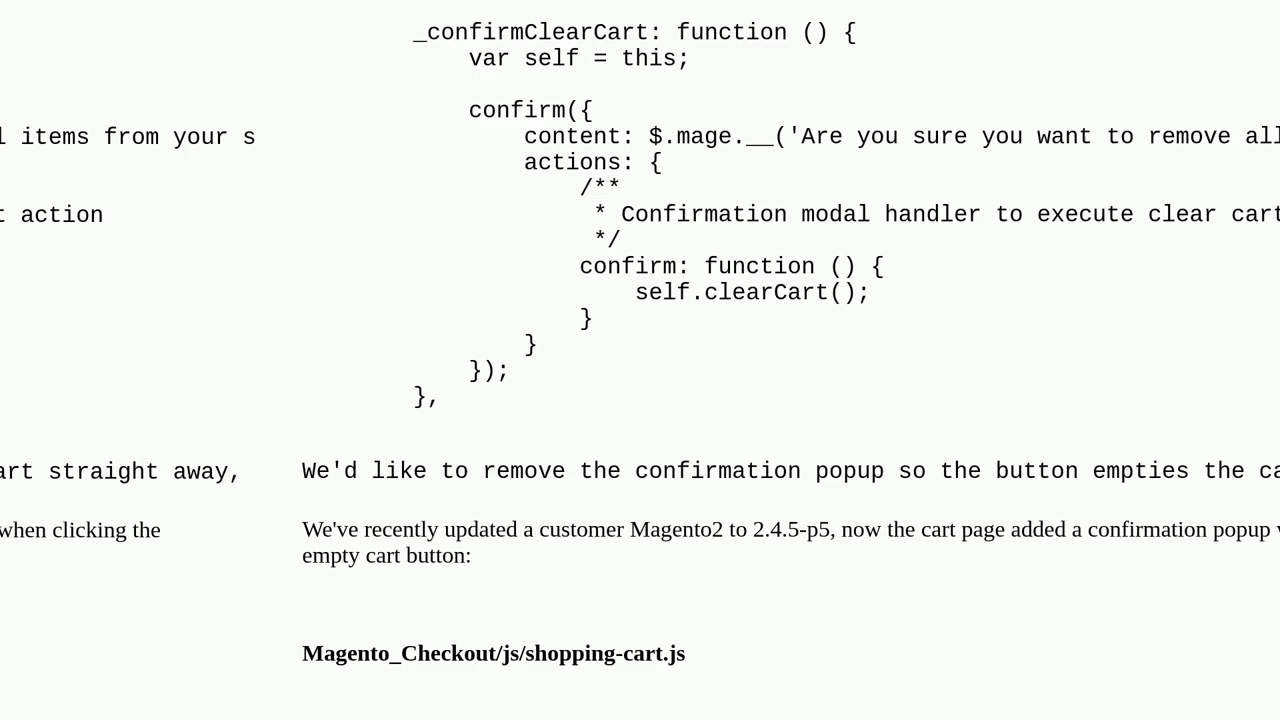 l items from your s
t action
art straight away,
when clicking the
_confirmClearCart: function () {
var self = this;
confirm({
content: $.mage.__('Are you sure you want to remove all
actions: {
/**
* Confirmation modal handler to execute clear cart
*/
confirm: function () {
self.clearCart();
}
}
});
},
We'd like to remove the confirmation popup so the button empties the ca
We've recently updated a customer Magento2 to 2.4.5-p5, now the cart page added a confirmation popup
empty cart button:
Magento_Checkout/js/shopping-cart.js